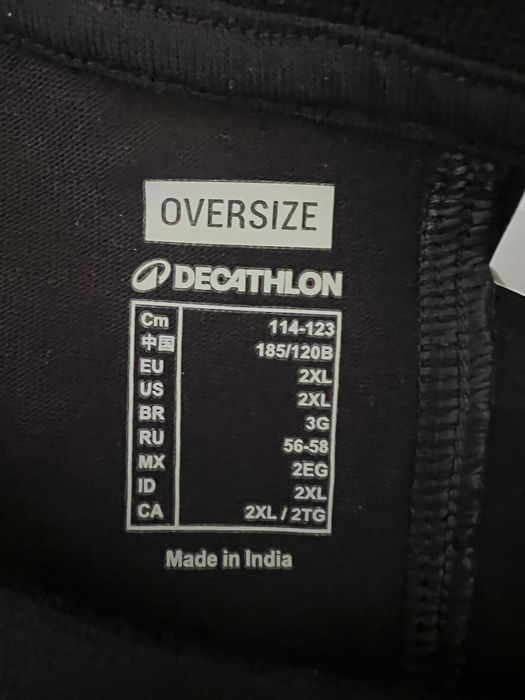 OVERSIZE
DECATHLON
Cm 114-123
中国 185/120B
EU 2XL
US 2XL
BR 3G
RU 56-58
MX 2EG
ID 2XL
CA 2XL / 2TG
Made in India